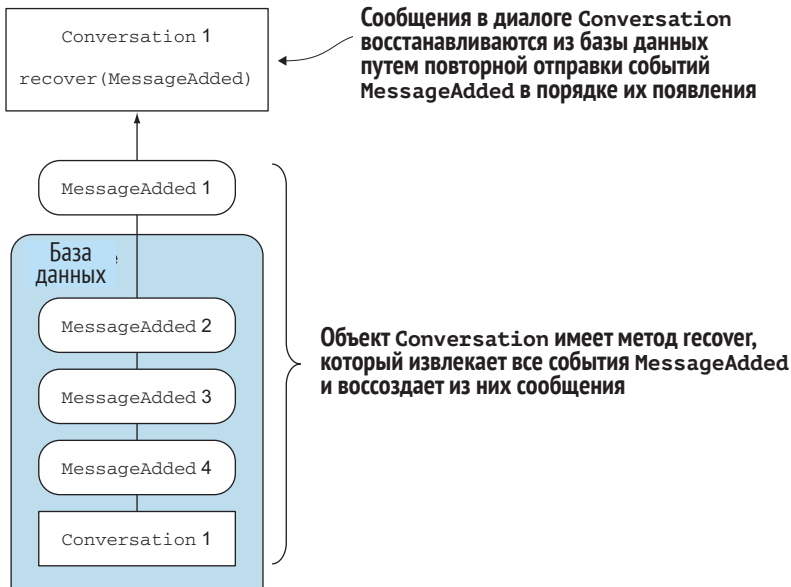 Conversation 1
recover(MessageAdded)
Сообщения в диалоге Conversation
восстанавливаются из базы данных
путем повторной отправки событий
MessageAdded в порядке их появления
MessageAdded 1
База
данных
MessageAdded 2
MessageAdded 3
MessageAdded 4
Conversation 1
Объект Conversation имеет метод recover,
который извлекает все события MessageAdded
и воссоздает из них сообщения